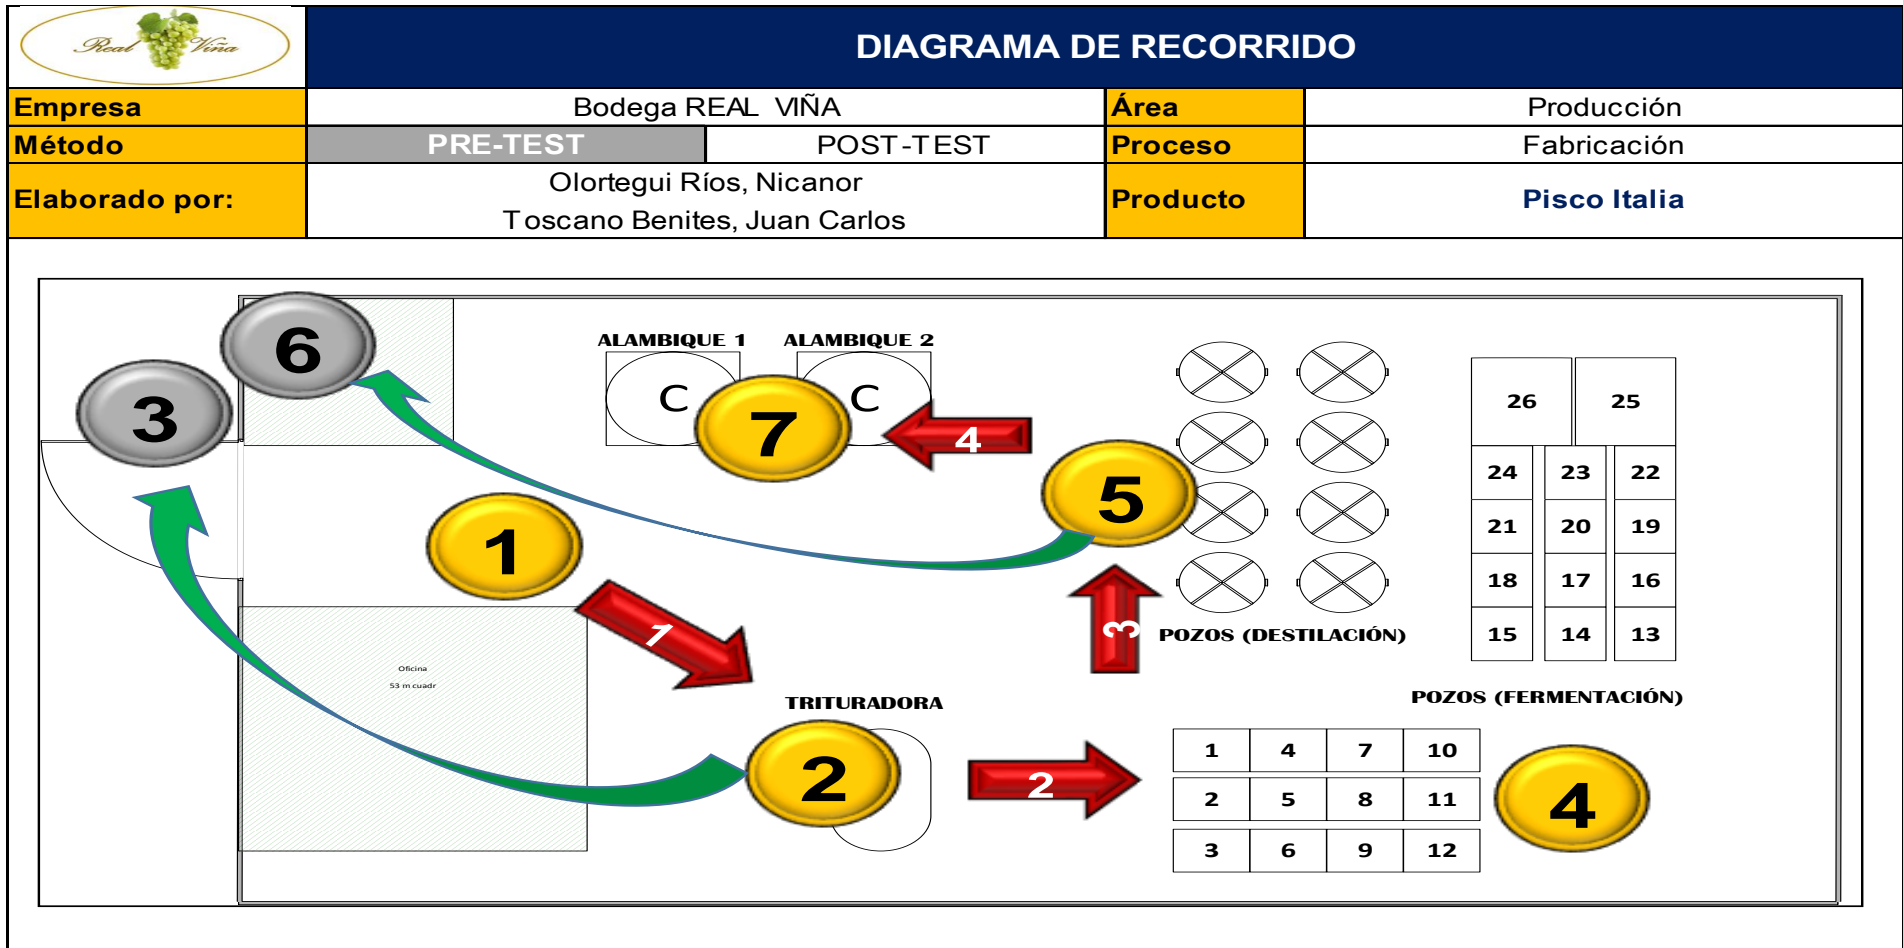 Real Viña
DIAGRAMA DE RECORRIDO
Empresa
Bodega REAL VIÑA
Área
Producción
Método
PRE-TEST
POST-TEST
Proceso
Fabricación
Elaborado por:
Olortegui Ríos, Nicanor
Toscano Benites, Juan Carlos
Producto
Pisco Italia
6
3
ALAMBIQUE 1
ALAMBIQUE 2
C
C
7
4
5
1
1
3
26
25
24
23
22
21
20
19
18
17
16
15
14
13
POZOS (DESTILACIÓN)
POZOS (FERMENTACIÓN)
Oficina
53 m cuadr
TRITURADORA
2
2
1
4
7
10
2
5
8
11
3
6
9
12
4